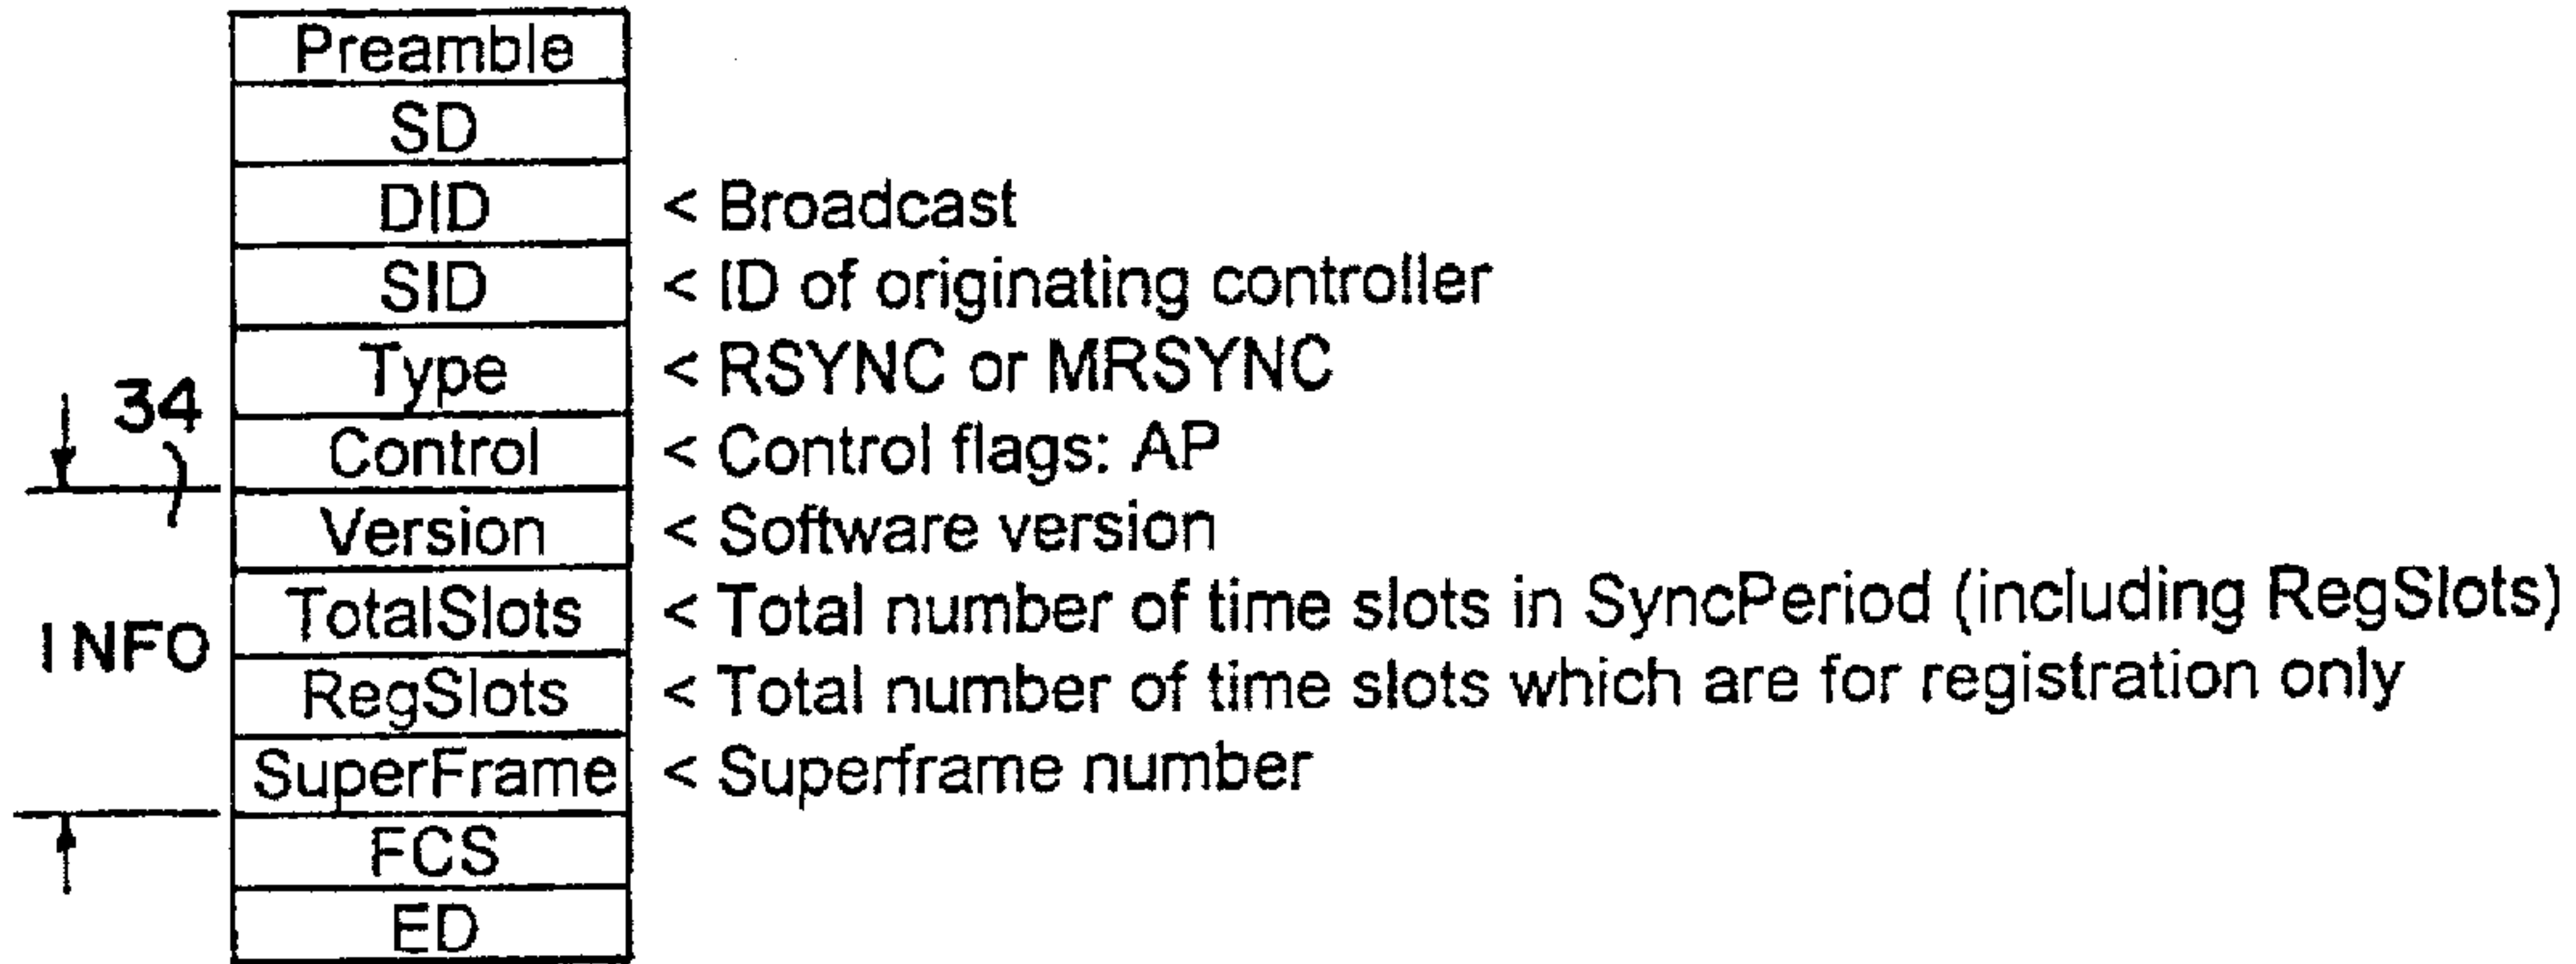 Preamble
SD
DID < Broadcast
SID < ID of originating controller
Type < RSYNC or MRSYNC
34
Control < Control flags: AP
Version < Software version
TotalSlots < Total number of time slots in SyncPeriod (including RegSlots)
INFO
RegSlots < Total number of time slots which are for registration only
SuperFrame < Superframe number
FCS
ED